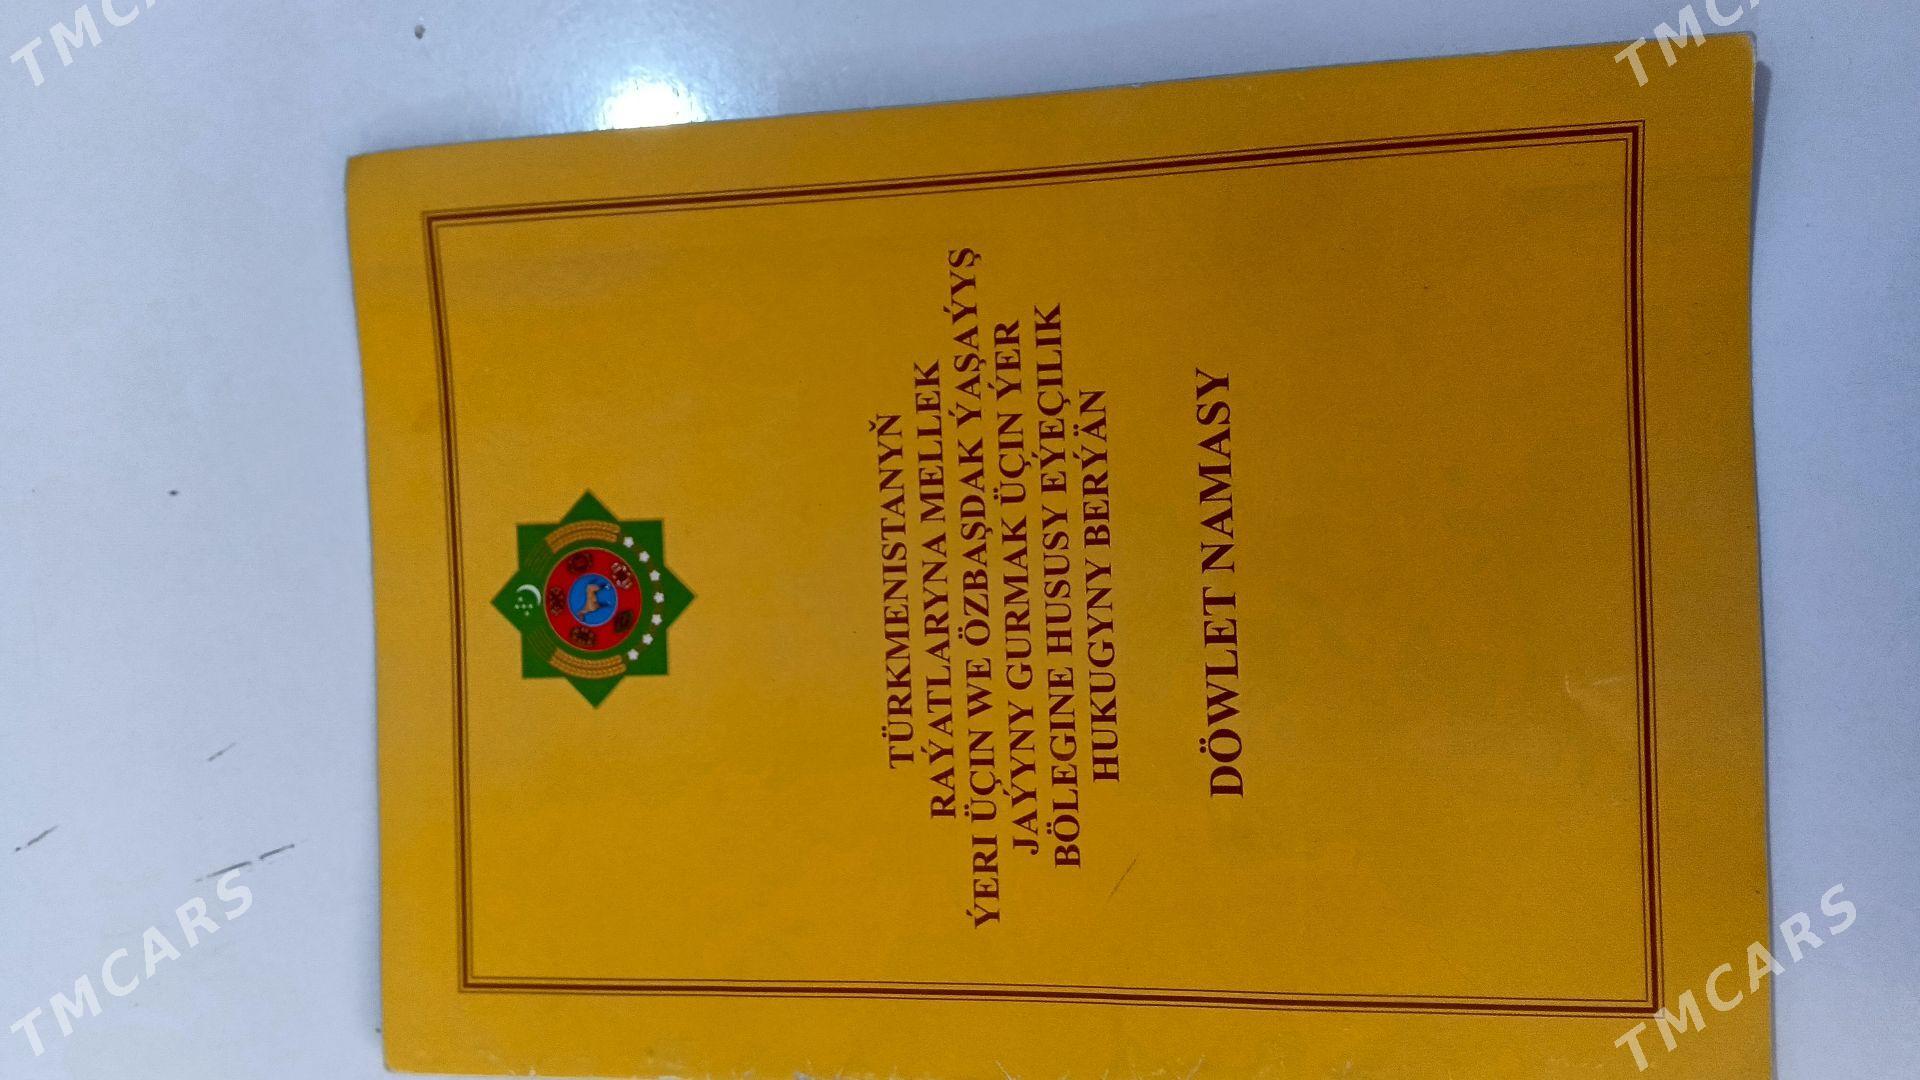 TÜRKMENISTANYŇ
RAÝATLARYNA MELLEK
ÝERI ÜÇIN WE ÖZBAŞDAK ÝAŞAÝYŞ
JAÝYNY GURMAK ÜÇIN ÝER
BÖLEGINE HUSUSY EÝEÇILIK
HUKUGYNY BERÝÄN
DÖWLET NAMASY
TMCARS
TMCARS
TMCARS
TMCARS